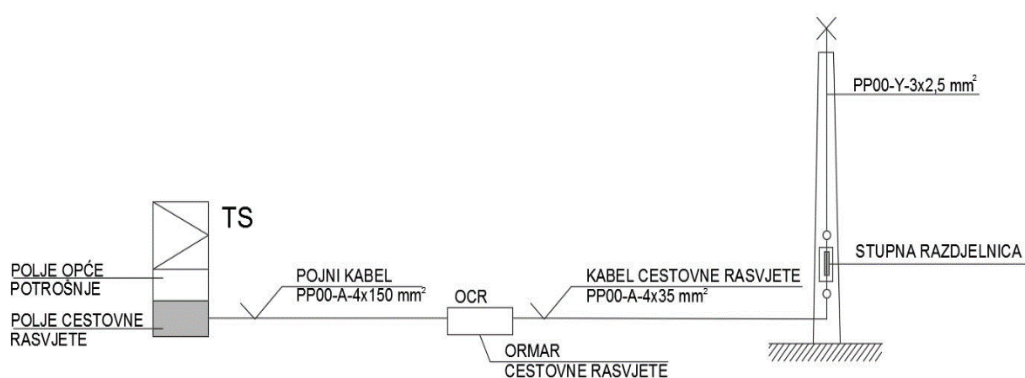 PP00-Y-3x2,5 mm²
TS
POLJE OPĆE
POTROŠNJE
POLJE CESTOVNE
RASVJETE
POJNI KABEL
PP00-A-4x150 mm²
OCR
ORMAR
CESTOVNE RASVJETE
KABEL CESTOVNE RASVJETE
PP00-A-4x35 mm²
STUPNA RAZDJELNICA